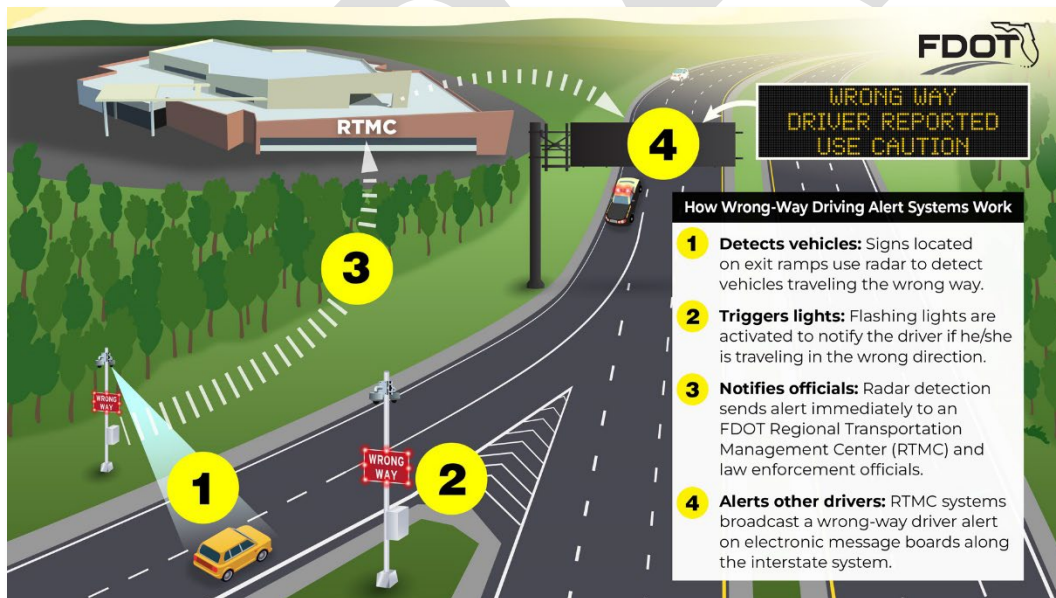 FDOT
WRONG WAY
DRIVER REPORTED
USE CAUTION
RTMC
4
3
WRONG
WAY
1
WRONG
WAY
2
How Wrong-Way Driving Alert Systems Work
1 Detects vehicles: Signs located
on exit ramps use radar to detect
vehicles traveling the wrong way.
2 Triggers lights: Flashing lights are
activated to notify the driver if he/she
is traveling in the wrong direction.
3 Notifies officials: Radar detection
sends alert immediately to an
FDOT Regional Transportation
Management Center (RTMC) and
law enforcement officials.
4 Alerts other drivers: RTMC systems
broadcast a wrong-way driver alert
on electronic message boards along
the interstate system.